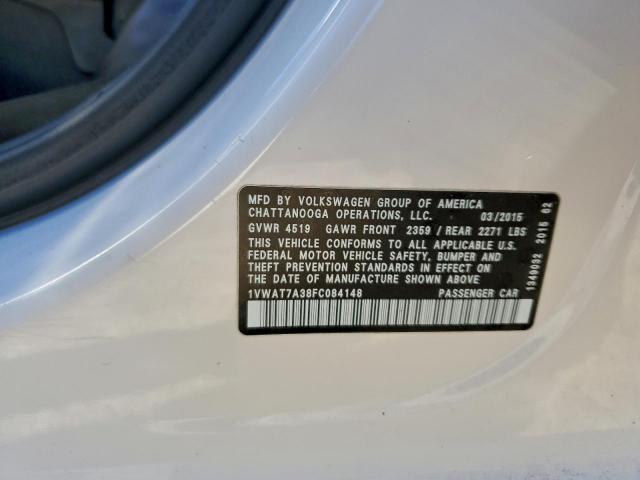 MFD BY VOLKSWAGEN GROUP OF AMERICA
CHATTANOOGA OPERATIONS, LLC. 03/2015
GVWR 4519 GAWR FRONT 2359 / REAR 2271 LBS
THIS VEHICLE CONFORMS TO ALL APPLICABLE U.S.
FEDERAL MOTOR VEHICLE SAFETY, BUMPER AND
THEFT PREVENTION STANDARDS IN EFFECT ON
THE DATE OF MANUFACTURE SHOWN ABOVE
1VWAT7A38FC084148 PASSENGER CAR
1349032 2015 02